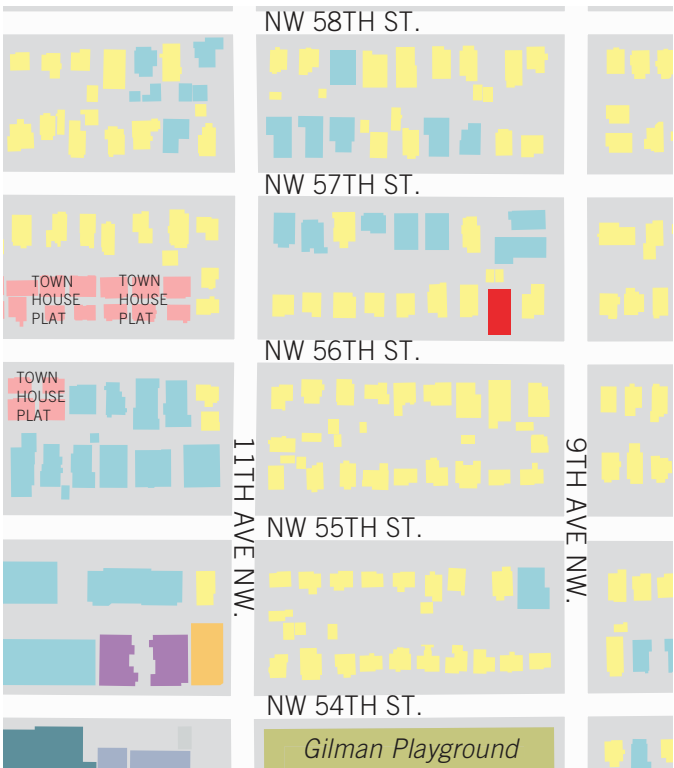 NW 58TH ST.
NW 57TH ST.
TOWN
HOUSE
PLAT
TOWN
HOUSE
PLAT
NW 56TH ST.
TOWN
HOUSE
PLAT
11TH AVE NW.
9TH AVE NW.
NW 55TH ST.
NW 54TH ST.
Gilman Playground